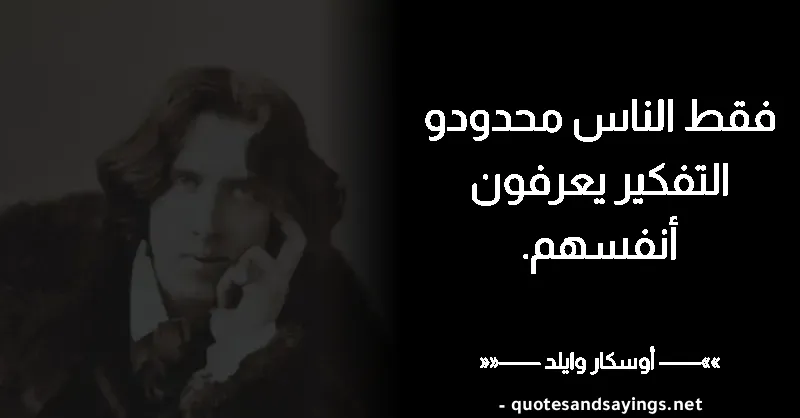 فقط الناس محدودو
التفكير يعرفون
أنفسهم.
»»—— أوسكار وايلد ——««
- quotesandsayings.net